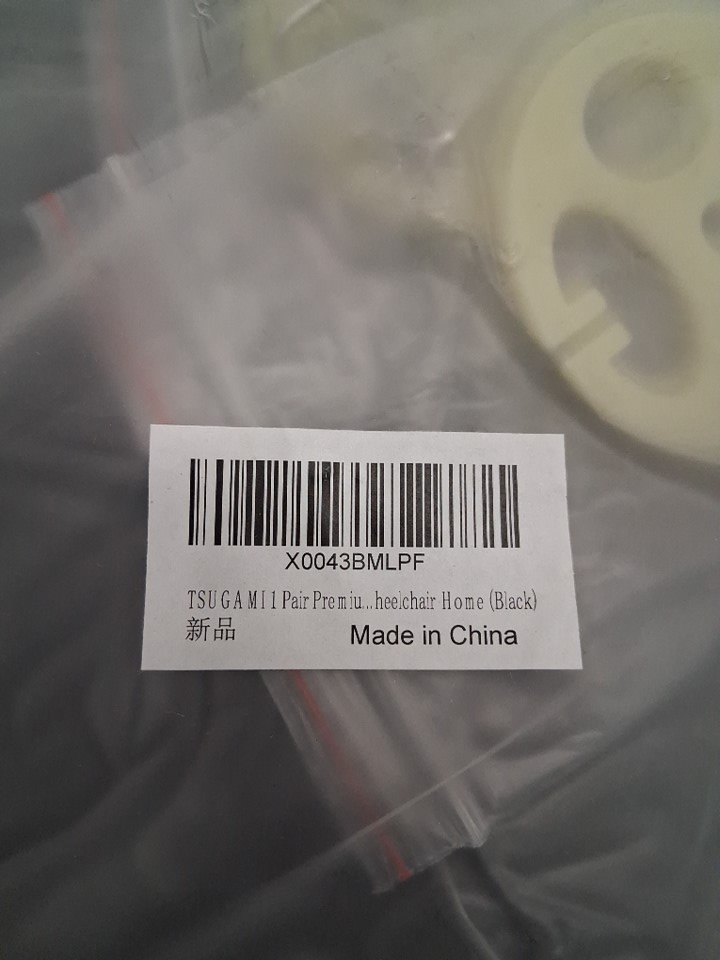 X0043BMLPF
TSUGAMI 1 Pair Premiu...heelchair Home (Black)
新品
Made in China